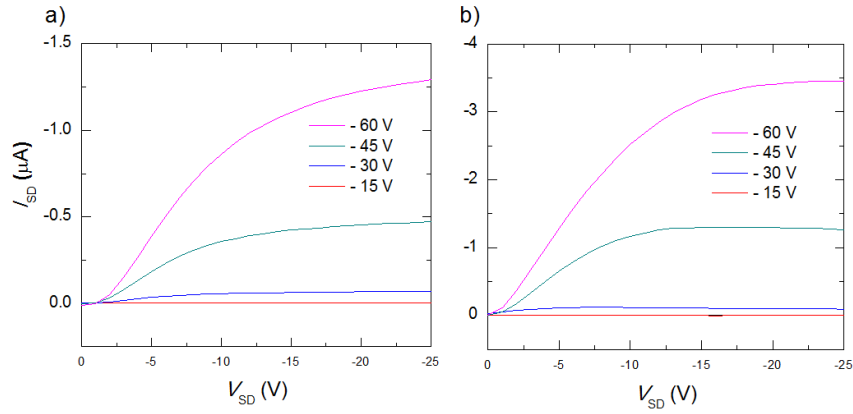 a)
-1.5
-1.0
-0.5
0.0
I_SD (μA)
- 60 V
- 45 V
- 30 V
- 15 V
0 -5 -10 -15 -20 -25
V_SD (V)
b)
-4
-3
-2
-1
0
- 60 V
- 45 V
- 30 V
- 15 V
0 -5 -10 -15 -20 -25
V_SD (V)